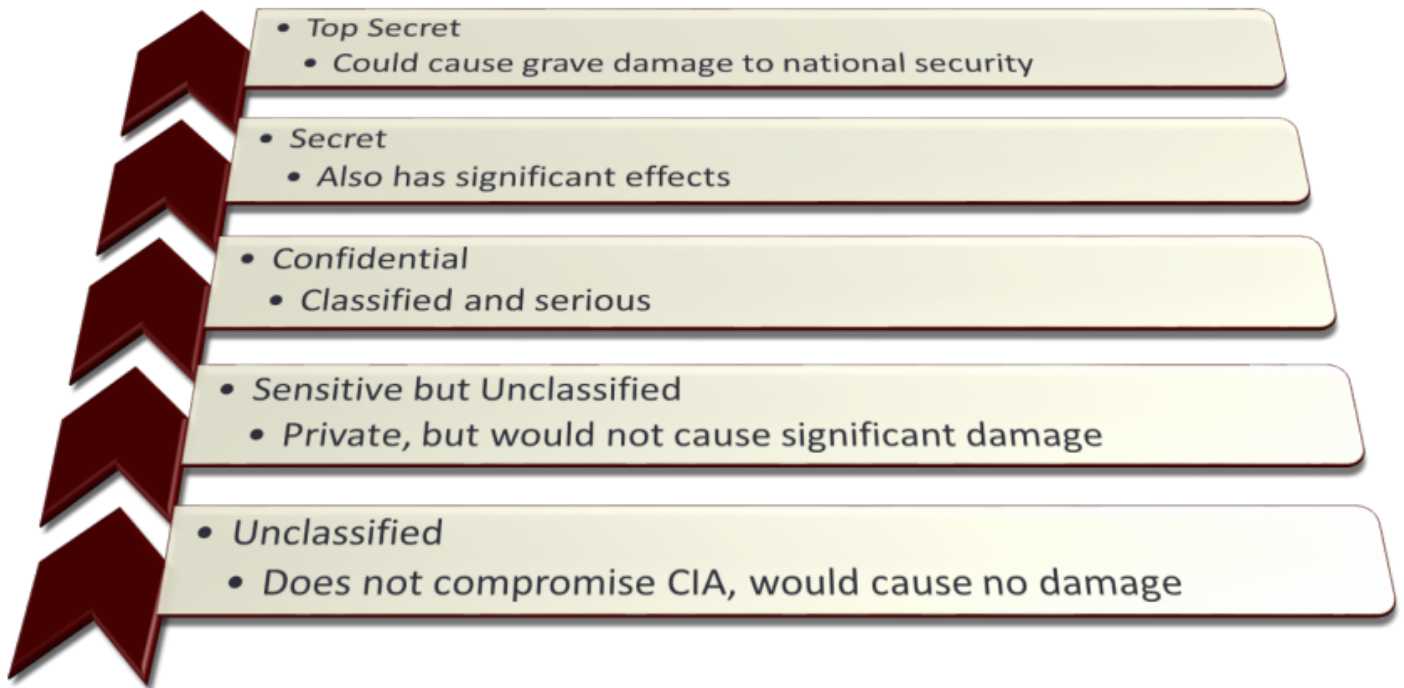 • Top Secret
• Could cause grave damage to national security
• Secret
• Also has significant effects
• Confidential
• Classified and serious
• Sensitive but Unclassified
• Private, but would not cause significant damage
• Unclassified
• Does not compromise CIA, would cause no damage